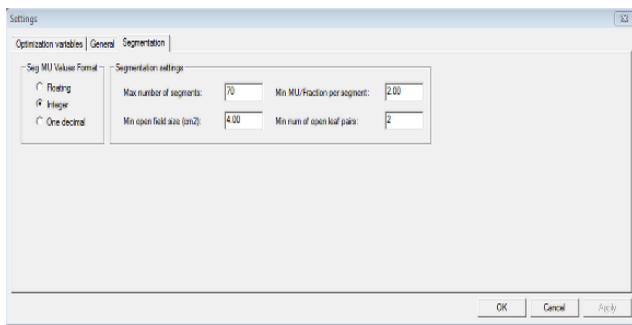 Settings
Optimization variables General Segmentation
Seg MU Values Format
Floating
Integer
One decimal
Segmentation settings
Max number of segments: 70 Min MU/Fraction per segment: 2.00
Min open field size (cm2): 4.00 Min num of open leaf pairs: 2
OK Cancel Apply